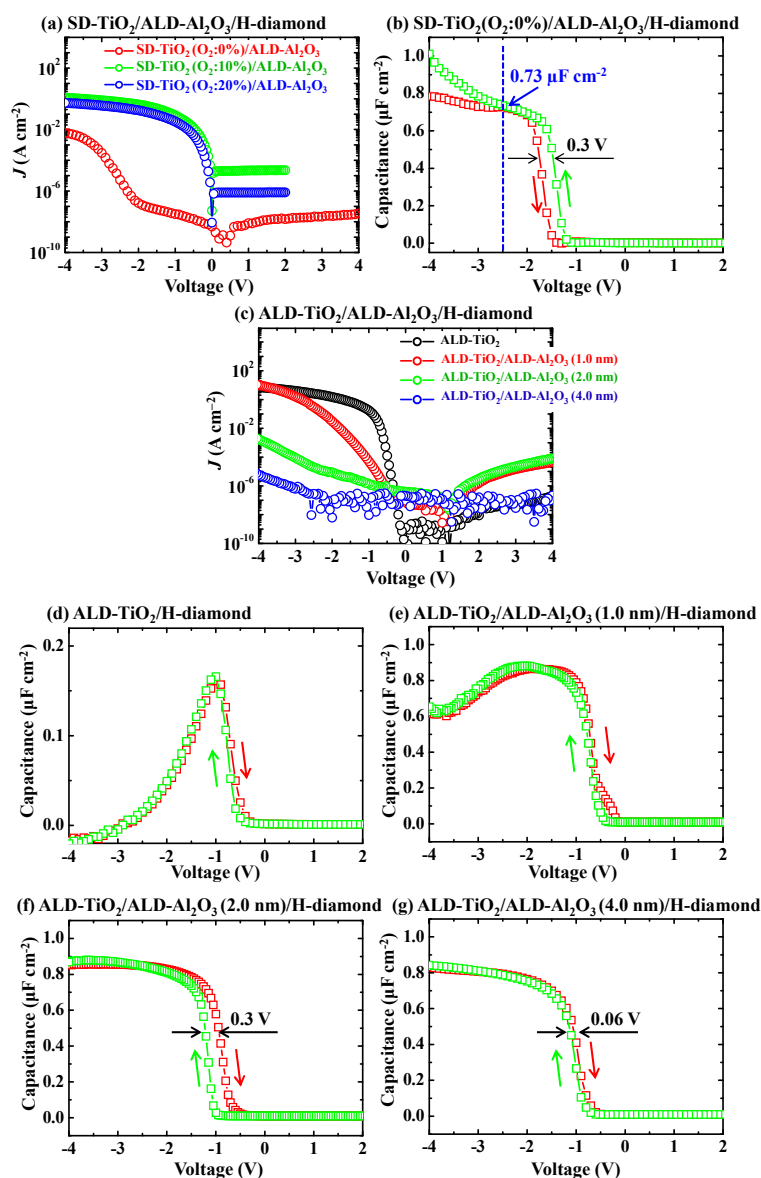 (a) SD-TiO₂/ALD-Al₂O₃/H-diamond
SD-TiO₂ (O₂:0%)/ALD-Al₂O₃
SD-TiO₂ (O₂:10%)/ALD-Al₂O₃
SD-TiO₂ (O₂:20%)/ALD-Al₂O₃
J (A cm⁻²)
10²
10⁻²
10⁻⁶
10⁻¹⁰
-4 -3 -2 -1 0 1 2 3 4
Voltage (V)
(b) SD-TiO₂(O₂:0%)/ALD-Al₂O₃/H-diamond
0.73 µF cm⁻²
0.3 V
Capacitance (µF cm⁻²)
1.0
0.8
0.6
0.4
0.2
0.0
-4 -3 -2 -1 0 1 2
Voltage (V)
(c) ALD-TiO₂/ALD-Al₂O₃/H-diamond
ALD-TiO₂
ALD-TiO₂/ALD-Al₂O₃ (1.0 nm)
ALD-TiO₂/ALD-Al₂O₃ (2.0 nm)
ALD-TiO₂/ALD-Al₂O₃ (4.0 nm)
J (A cm⁻²)
10²
10⁻²
10⁻⁶
10⁻¹⁰
-4 -3 -2 -1 0 1 2 3 4
Voltage (V)
(d) ALD-TiO₂/H-diamond
Capacitance (µF cm⁻²)
0.2
0.1
0.0
-4 -3 -2 -1 0 1 2
Voltage (V)
(e) ALD-TiO₂/ALD-Al₂O₃ (1.0 nm)/H-diamond
Capacitance (µF cm⁻²)
1.0
0.8
0.6
0.4
0.2
0.0
-4 -3 -2 -1 0 1 2
Voltage (V)
(f) ALD-TiO₂/ALD-Al₂O₃ (2.0 nm)/H-diamond
0.3 V
Capacitance (µF cm⁻²)
1.0
0.8
0.6
0.4
0.2
0.0
-4 -3 -2 -1 0 1 2
Voltage (V)
(g) ALD-TiO₂/ALD-Al₂O₃ (4.0 nm)/H-diamond
0.06 V
Capacitance (µF cm⁻²)
1.0
0.8
0.6
0.4
0.2
0.0
-4 -3 -2 -1 0 1 2
Voltage (V)